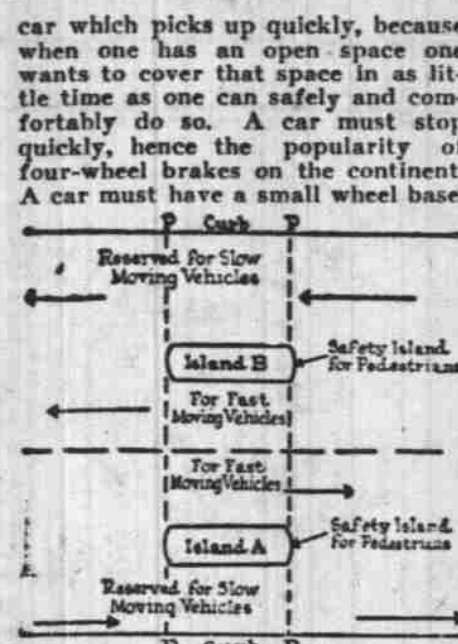 car which picks up quickly, because
when one has an open space one
wants to cover that space in as lit-
tle time as one can safely and com-
fortably do so. A car must stop
quickly, hence the popularity of
four-wheel brakes on the continent.
A car must have a small wheel base
P Curb P
Reserved for Slow
Moving Vehicles
Island B
Safety Island
for Pedestrians
For Fast
Moving Vehicles
For Fast
Moving Vehicles
Island A
Safety Island
for Pedestrians
Reserved for Slow
Moving Vehicles
P Curb P